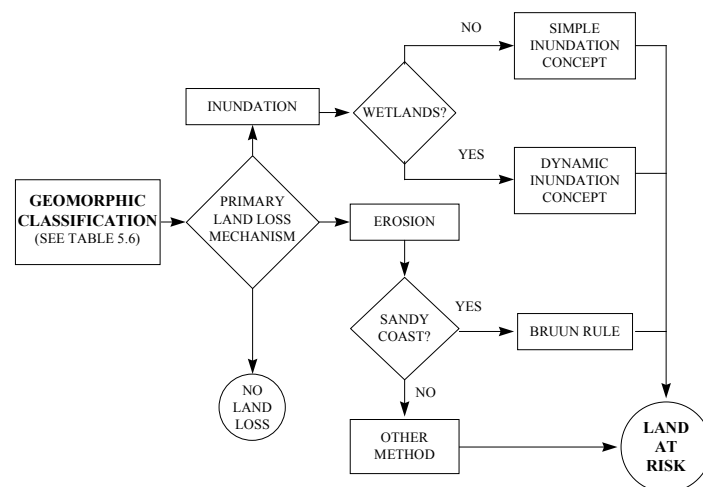 NO
SIMPLE
INUNDATION
CONCEPT
INUNDATION
WETLANDS?
YES
DYNAMIC
INUNDATION
CONCEPT
GEOMORPHIC
CLASSIFICATION
(SEE TABLE 5.6)
PRIMARY
LAND LOSS
MECHANISM
EROSION
SANDY
COAST?
YES
BRUUN RULE
NO
LAND
LOSS
NO
OTHER
METHOD
LAND
AT
RISK